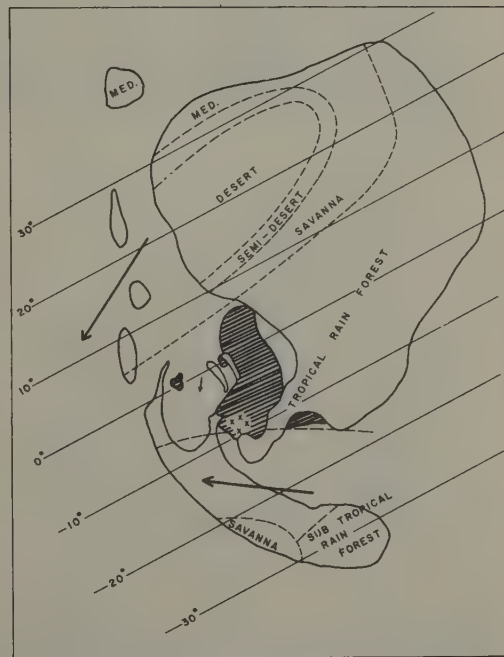 MED.
MED.
DESERT
SEMI-DESERT
SAVANNA
TROPICAL RAIN FOREST
30°
20°
10°
0°
-10°
-20°
-30°
x x
x x
x
SAVANNA
SUB TROPICAL
RAIN
FOREST